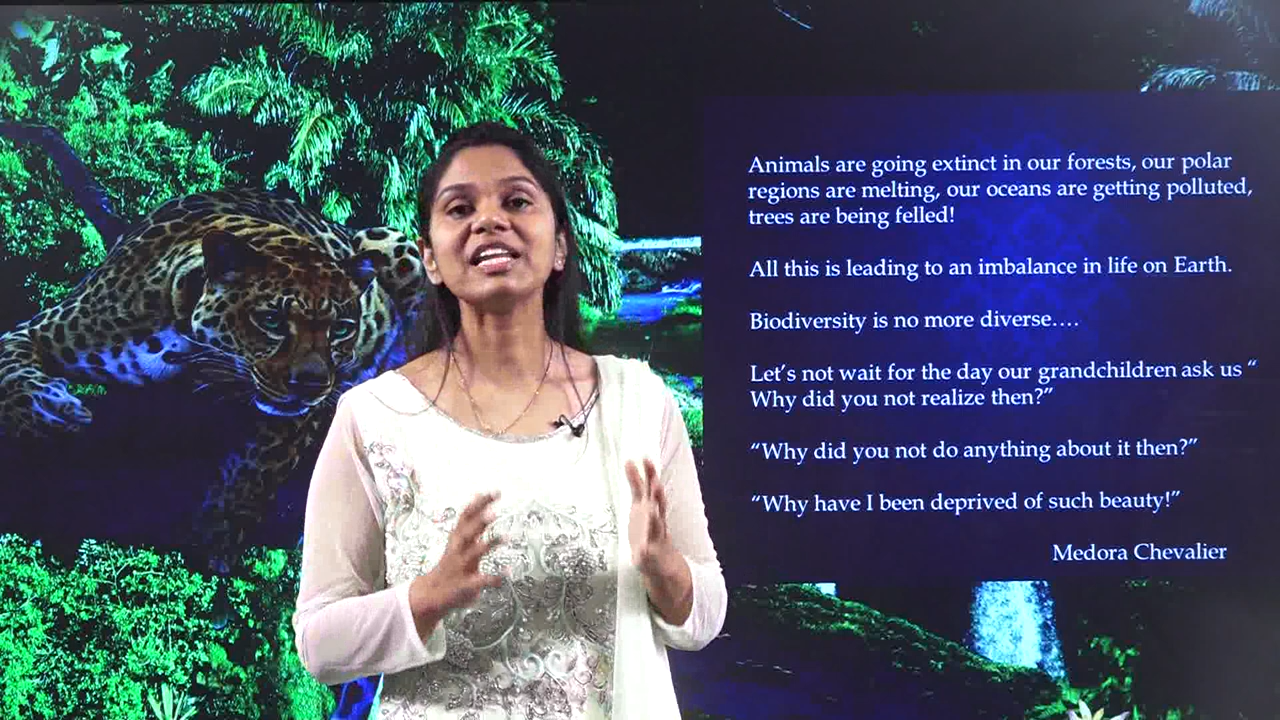 Animals are going extinct in our forests, our polar
regions are melting, our oceans are getting polluted,
trees are being felled!
All this is leading to an imbalance in life on Earth.
Biodiversity is no more diverse….
Let’s not wait for the day our grandchildren ask us “
Why did you not realize then?”
“Why did you not do anything about it then?”
“Why have I been deprived of such beauty!”
Medora Chevalier